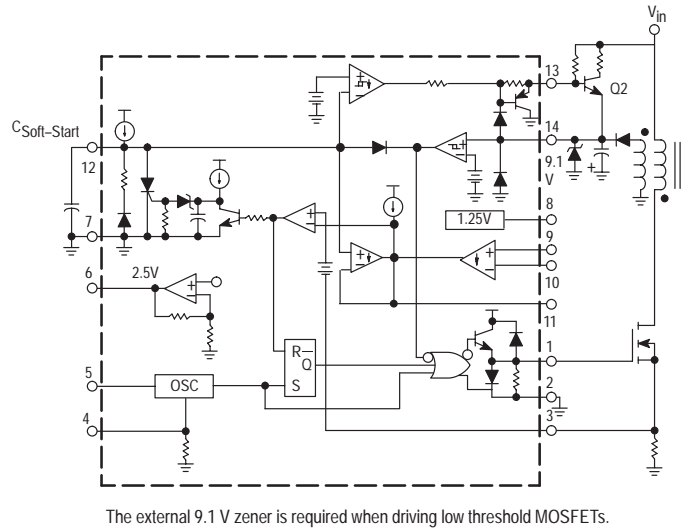 Vin
13
Q2
CSoft–Start
14
12
9.1
V
8
1.25V
7
9
6
2.5V
10
11
R
Q
S
1
5
OSC
2
4
3
The external 9.1 V zener is required when driving low threshold MOSFETs.